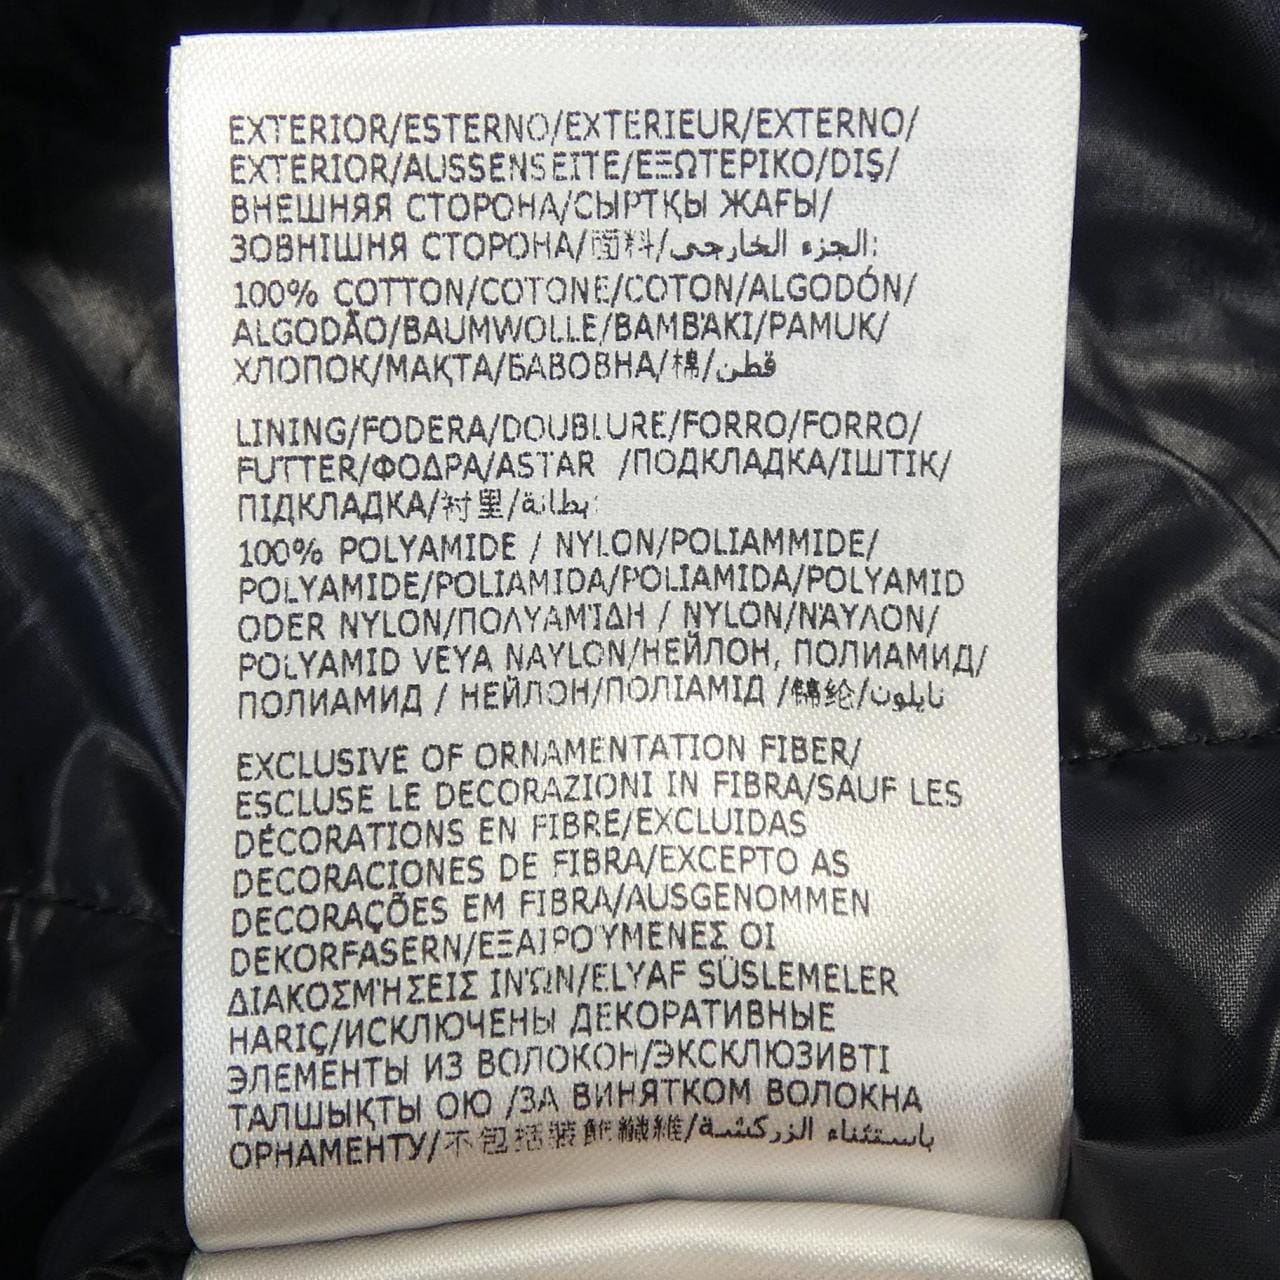 EXTERIOR/ESTERNO/EXTERIEUR/EXTERNO/
EXTERIOR/AUSSENSEITE/ΕΞΩΤΕΡΙΚΟ/DIŞ/
ВНЕШНЯЯ СТОРОНА/СЫРТҚЫ ЖАҒЫ/
ЗОВНІШНЯ СТОРОНА/面料/الجزء الخارجي:
100% COTTON/COTONE/COTON/ALGODÓN/
ALGODÃO/BAUMWOLLE/ΒΑΜΒΆΚΙ/PAMUK/
ХЛОПОК/МАҚТА/БАВОВНА/棉/قطن
LINING/FODERA/DOUBLURE/FORRO/FORRO/
FUTTER/ΦΟΔΡΑ/ASTAR /ПОДКЛАДКА/ІШТІК/
ПІДКЛАДКА/衬里/بطانة:
100% POLYAMIDE / NYLON/POLIAMMIDE/
POLYAMIDE/POLIAMIDA/POLIAMIDA/POLYAMID
ODER NYLON/ΠΟΛΥΑΜΊΔΗ / NYLON/ΝΆΥΛΟΝ/
POLYAMID VEYA NAYLON/НЕЙЛОН, ПОЛИАМИД/
ПОЛИАМИД / НЕЙЛОН/ПОЛІАМІД /锦纶/نايلون
EXCLUSIVE OF ORNAMENTATION FIBER/
ESCLUSE LE DECORAZIONI IN FIBRA/SAUF LES
DÉCORATIONS EN FIBRE/EXCLUIDAS
DECORACIONES DE FIBRA/EXCEPTO AS
DECORAÇÕES EM FIBRA/AUSGENOMMEN
DEKORFASERN/ΕΞΑΙΡΟΎΜΕΝΕΣ ΟΙ
ΔΙΑΚΟΣΜΉΣΕΙΣ ΙΝΏΝ/ELYAF SÜSLEMELER
HARIÇ/ИСКЛЮЧЕНЫ ДЕКОРАТИВНЫЕ
ЭЛЕМЕНТЫ ИЗ ВОЛОКОН/ЭКСКЛЮЗИВТІ
ТАЛШЫҚТЫ ОЮ /ЗА ВИНЯТКОМ ВОЛОКНА
ОРНАМЕНТУ/不包括裝飾纖維/باستثناء الزركشة